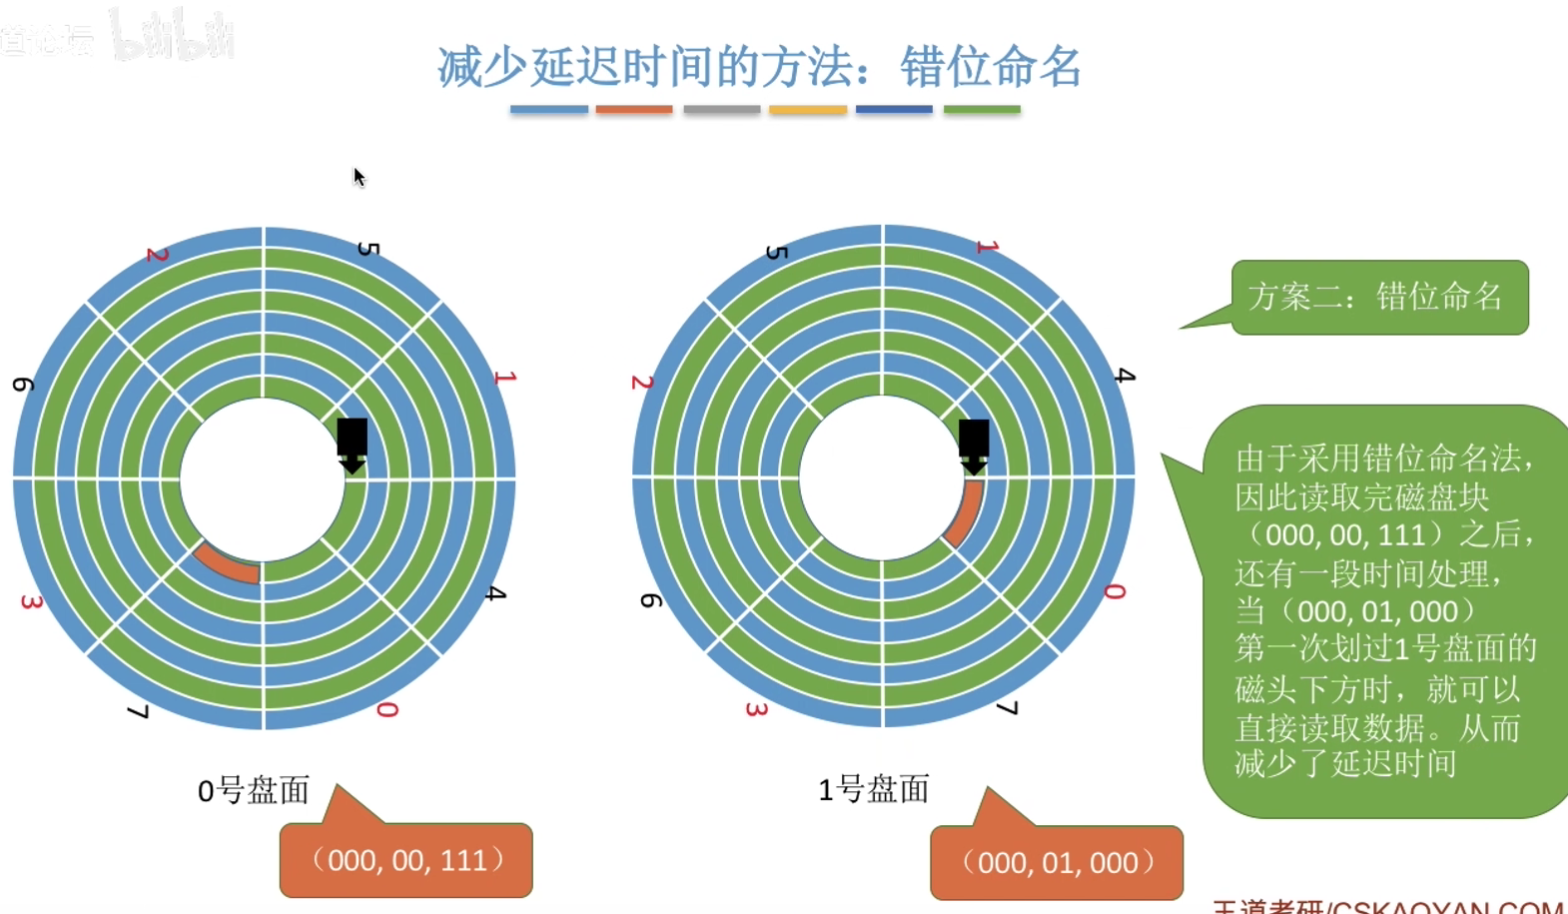 bilibili
减少延迟时间的方法：错位命名
2
5
6
1
3
4
7
0
0号盘面
（000, 00, 111）
5
1
2
4
6
0
3
7
1号盘面
（000, 01, 000）
方案二：错位命名
由于采用错位命名法，
因此读取完磁盘块
（000, 00, 111）之后，
还有一段时间处理，
当（000, 01, 000）
第一次划过1号盘面的
磁头下方时，就可以
直接读取数据。从而
减少了延迟时间
王道考研/CSKAOYAN.COM